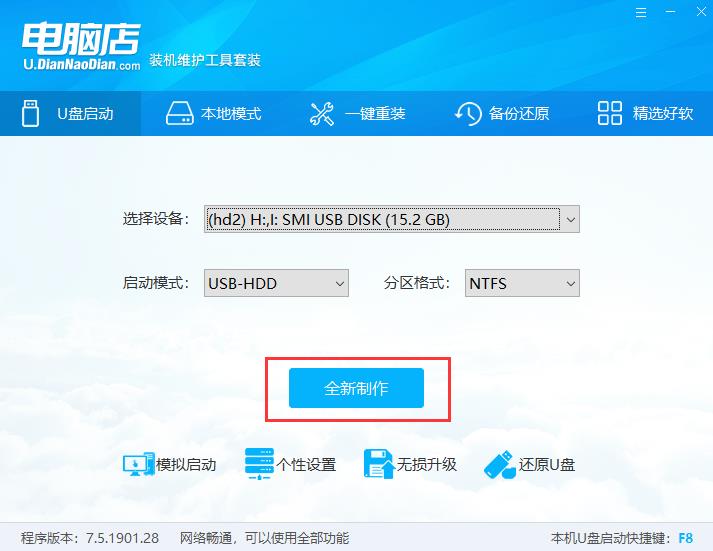 电脑店
U.DianNaoDian.com 装机维护工具套装
U盘启动 本地模式 一键重装 备份还原 精选好软
选择设备: (hd2) H:,I: SMI USB DISK (15.2 GB)
启动模式: USB-HDD 分区格式: NTFS
全新制作
模拟启动 个性设置 无损升级 还原U盘
程序版本: 7.5.1901.28 网络畅通，可以使用全部功能 本机U盘启动快捷键: F8